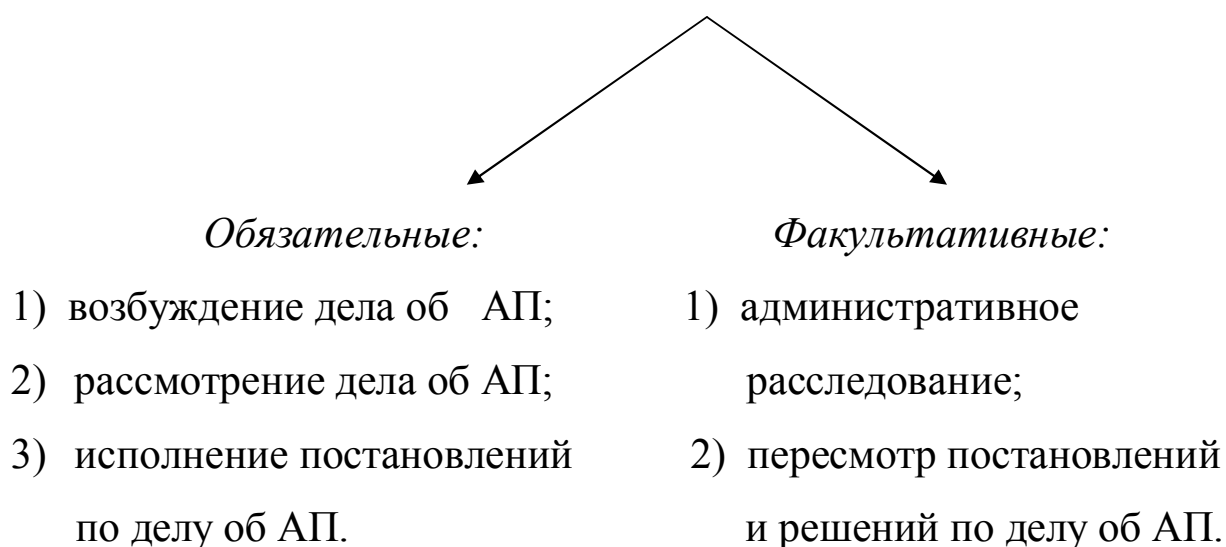 Обязательные:
1) возбуждение дела об АП;
2) рассмотрение дела об АП;
3) исполнение постановлений
по делу об АП.
Факультативные:
1) административное
расследование;
2) пересмотр постановлений
и решений по делу об АП.